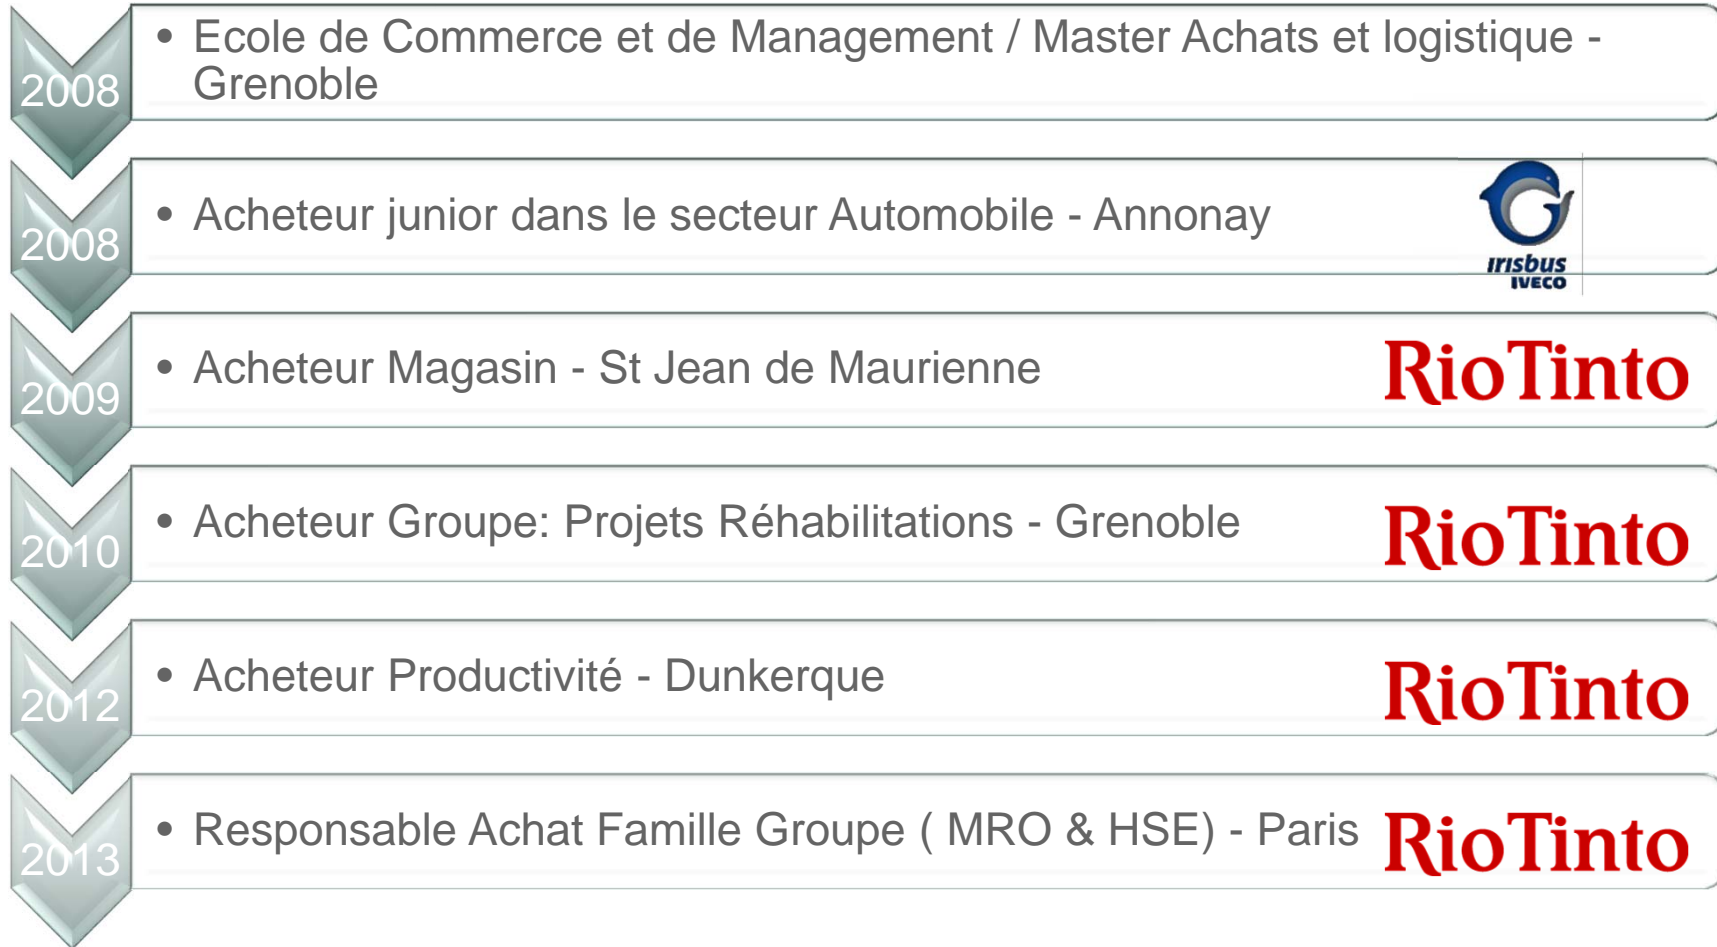 2008
• Ecole de Commerce et de Management / Master Achats et logistique -
Grenoble
2008
• Acheteur junior dans le secteur Automobile - Annonay
irisbus
IVECO
2009
• Acheteur Magasin - St Jean de Maurienne
RioTinto
2010
• Acheteur Groupe: Projets Réhabilitations - Grenoble
RioTinto
2012
• Acheteur Productivité - Dunkerque
RioTinto
2013
• Responsable Achat Famille Groupe ( MRO & HSE) - Paris
RioTinto